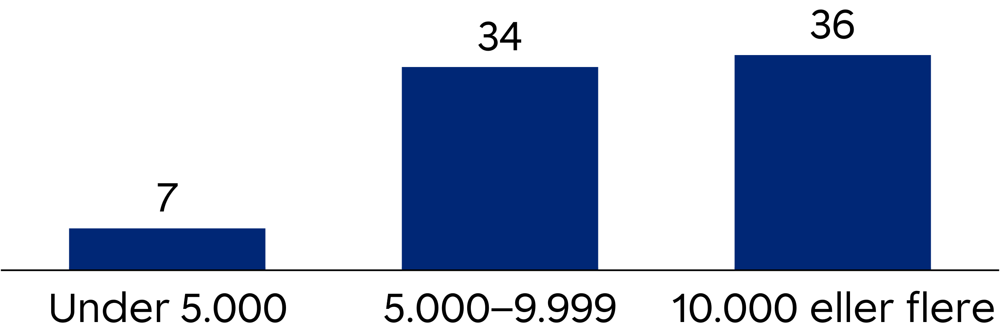 36
34
7
Under 5.000
5.000–9.999
10.000 eller flere